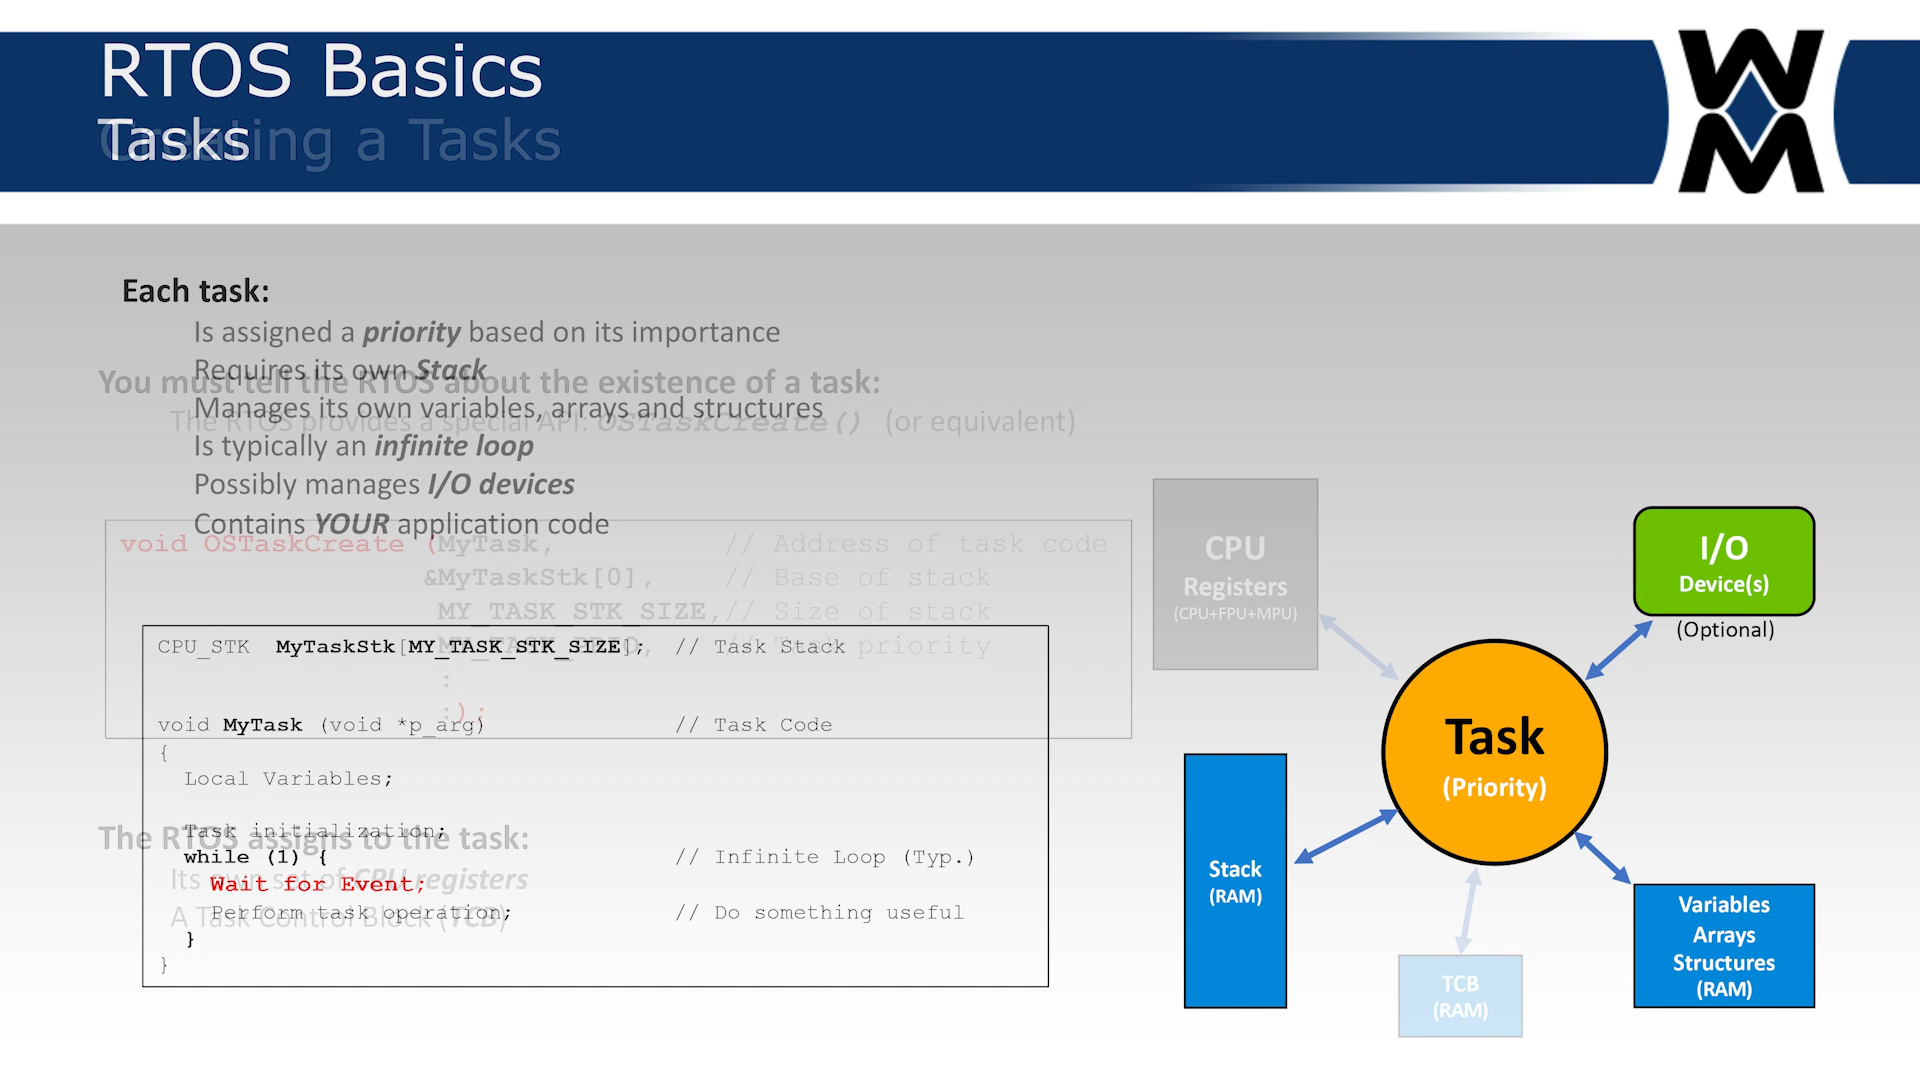 RTOS Basics
Tasks
Creating a Tasks
Each task:
Is assigned a priority based on its importance
Requires its own Stack
Manages its own variables, arrays and structures
Is typically an infinite loop
Possibly manages I/O devices
Contains YOUR application code
You must tell the RTOS about the existence of a task:
The RTOS provides a special API: OSTaskCreate() (or equivalent)
void OSTaskCreate (MyTask, // Address of task code
&MyTaskStk[0], // Base of stack
MY_TASK_STK_SIZE,// Size of stack
MY_TASK_PRIO, // Task priority
:
:);
CPU_STK MyTaskStk[MY_TASK_STK_SIZE]; // Task Stack
void MyTask (void *p_arg) // Task Code
{
Local Variables;
Task initialization;
while (1) { // Infinite Loop (Typ.)
Wait for Event;
Perform task operation; // Do something useful
}
}
The RTOS assigns to the task:
Its own set of CPU registers
A Task Control Block (TCB)
CPU
Registers
(CPU+FPU+MPU)
I/O
Device(s)
(Optional)
Task
(Priority)
Stack
(RAM)
TCB
(RAM)
Variables
Arrays
Structures
(RAM)
WM